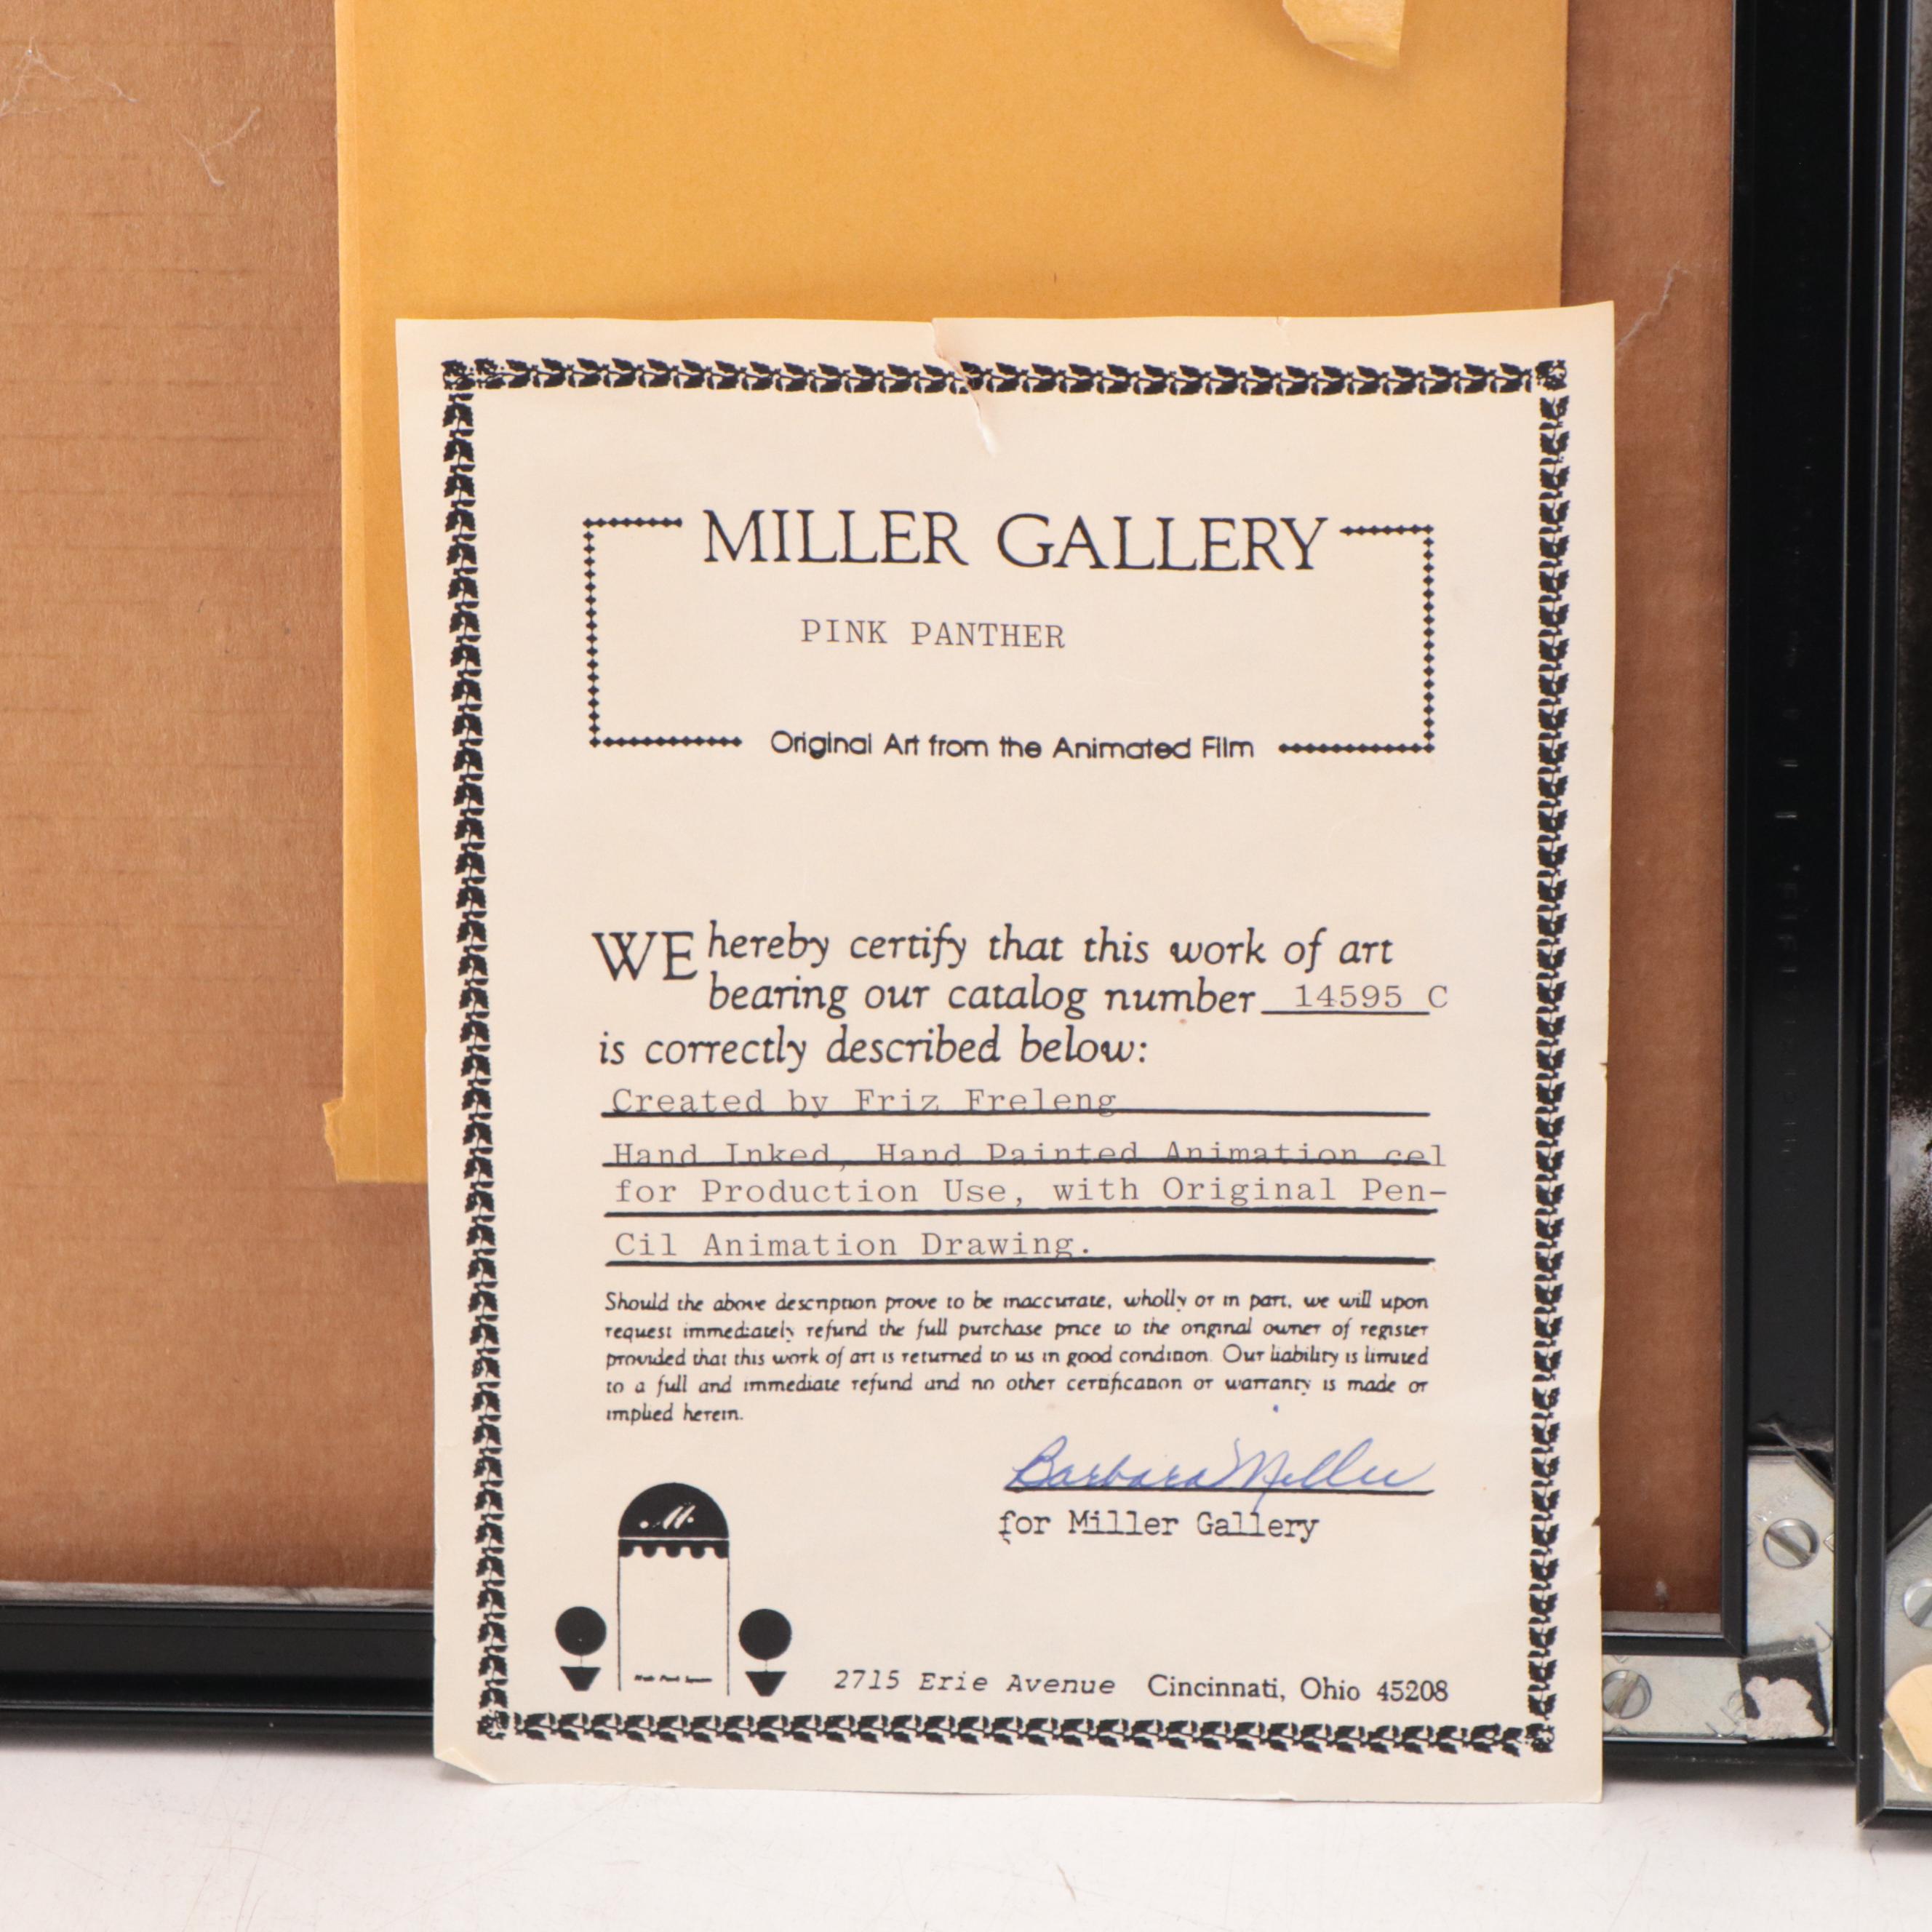 MILLER GALLERY
PINK PANTHER
Original Art from the Animated Film
WE hereby certify that this work of art
bearing our catalog number 14595 C
is correctly described below:
Created by Friz Freleng
Hand Inked, Hand Painted Animation cel
for Production Use, with Original Pen-
Cil Animation Drawing.
Should the above description prove to be inaccurate, wholly or in part, we will upon
request immediately refund the full purchase price to the original owner of register
provided that this work of art is returned to us in good condition. Our liability is limited
to a full and immediate refund and no other certification or warranty is made or
implied herein.
Barbara Miller
for Miller Gallery
M
2715 Erie Avenue Cincinnati, Ohio 45208